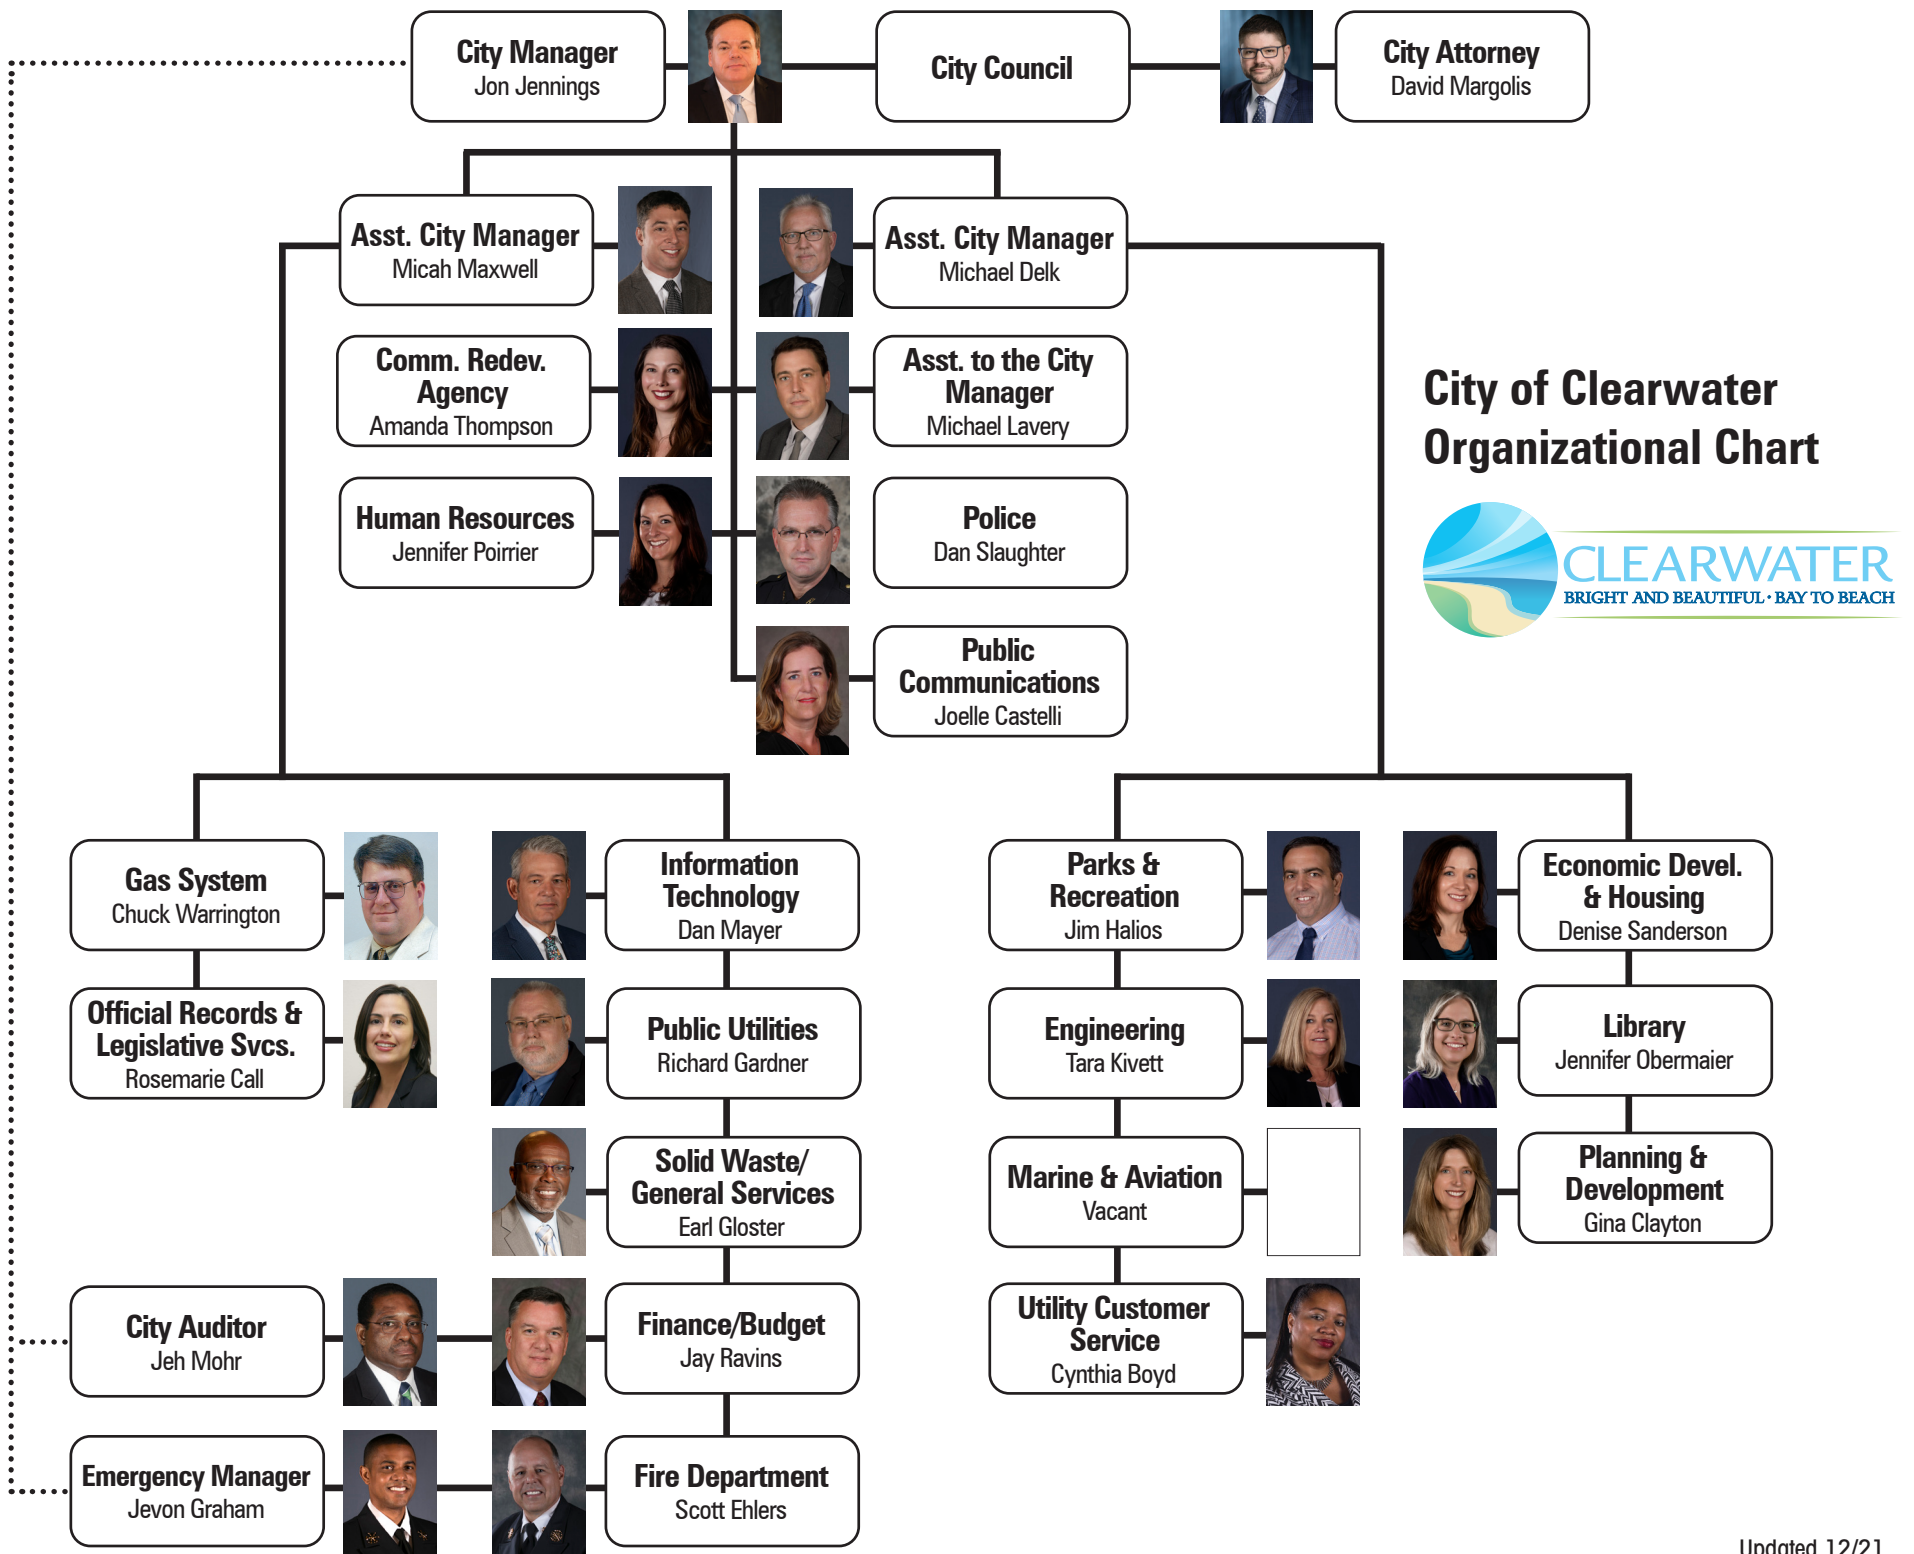 City Manager
Jon Jennings
City Council
City Attorney
David Margolis
Asst. City Manager
Micah Maxwell
Asst. City Manager
Michael Delk
Comm. Redev.
Agency
Amanda Thompson
Asst. to the City
Manager
Michael Lavery
Human Resources
Jennifer Poirrier
Police
Dan Slaughter
Public
Communications
Joelle Castelli
City of Clearwater
Organizational Chart
CLEARWATER
BRIGHT AND BEAUTIFUL • BAY TO BEACH
Gas System
Chuck Warrington
Information
Technology
Dan Mayer
Parks &
Recreation
Jim Halios
Economic Devel.
& Housing
Denise Sanderson
Official Records &
Legislative Svcs.
Rosemarie Call
Public Utilities
Richard Gardner
Engineering
Tara Kivett
Library
Jennifer Obermaier
Solid Waste/
General Services
Earl Gloster
Marine & Aviation
Vacant
Planning &
Development
Gina Clayton
City Auditor
Jeh Mohr
Finance/Budget
Jay Ravins
Utility Customer
Service
Cynthia Boyd
Emergency Manager
Jevon Graham
Fire Department
Scott Ehlers
Updated 12/21